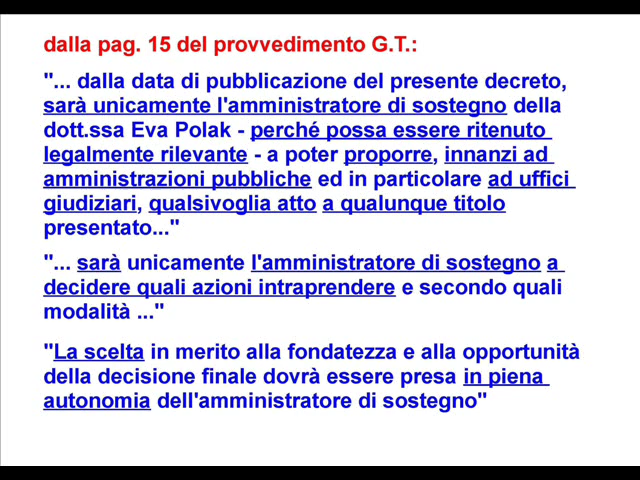 dalla pag. 15 del provvedimento G.T.:
"... dalla data di pubblicazione del presente decreto,
sarà unicamente l'amministratore di sostegno della
dott.ssa Eva Polak - perché possa essere ritenuto
legalmente rilevante - a poter proporre, innanzi ad
amministrazioni pubbliche ed in particolare ad uffici
giudiziari, qualsivoglia atto a qualunque titolo
presentato..."
"... sarà unicamente l'amministratore di sostegno a
decidere quali azioni intraprendere e secondo quali
modalità ..."
"La scelta in merito alla fondatezza e alla opportunità
della decisione finale dovrà essere presa in piena
autonomia dell'amministratore di sostegno"